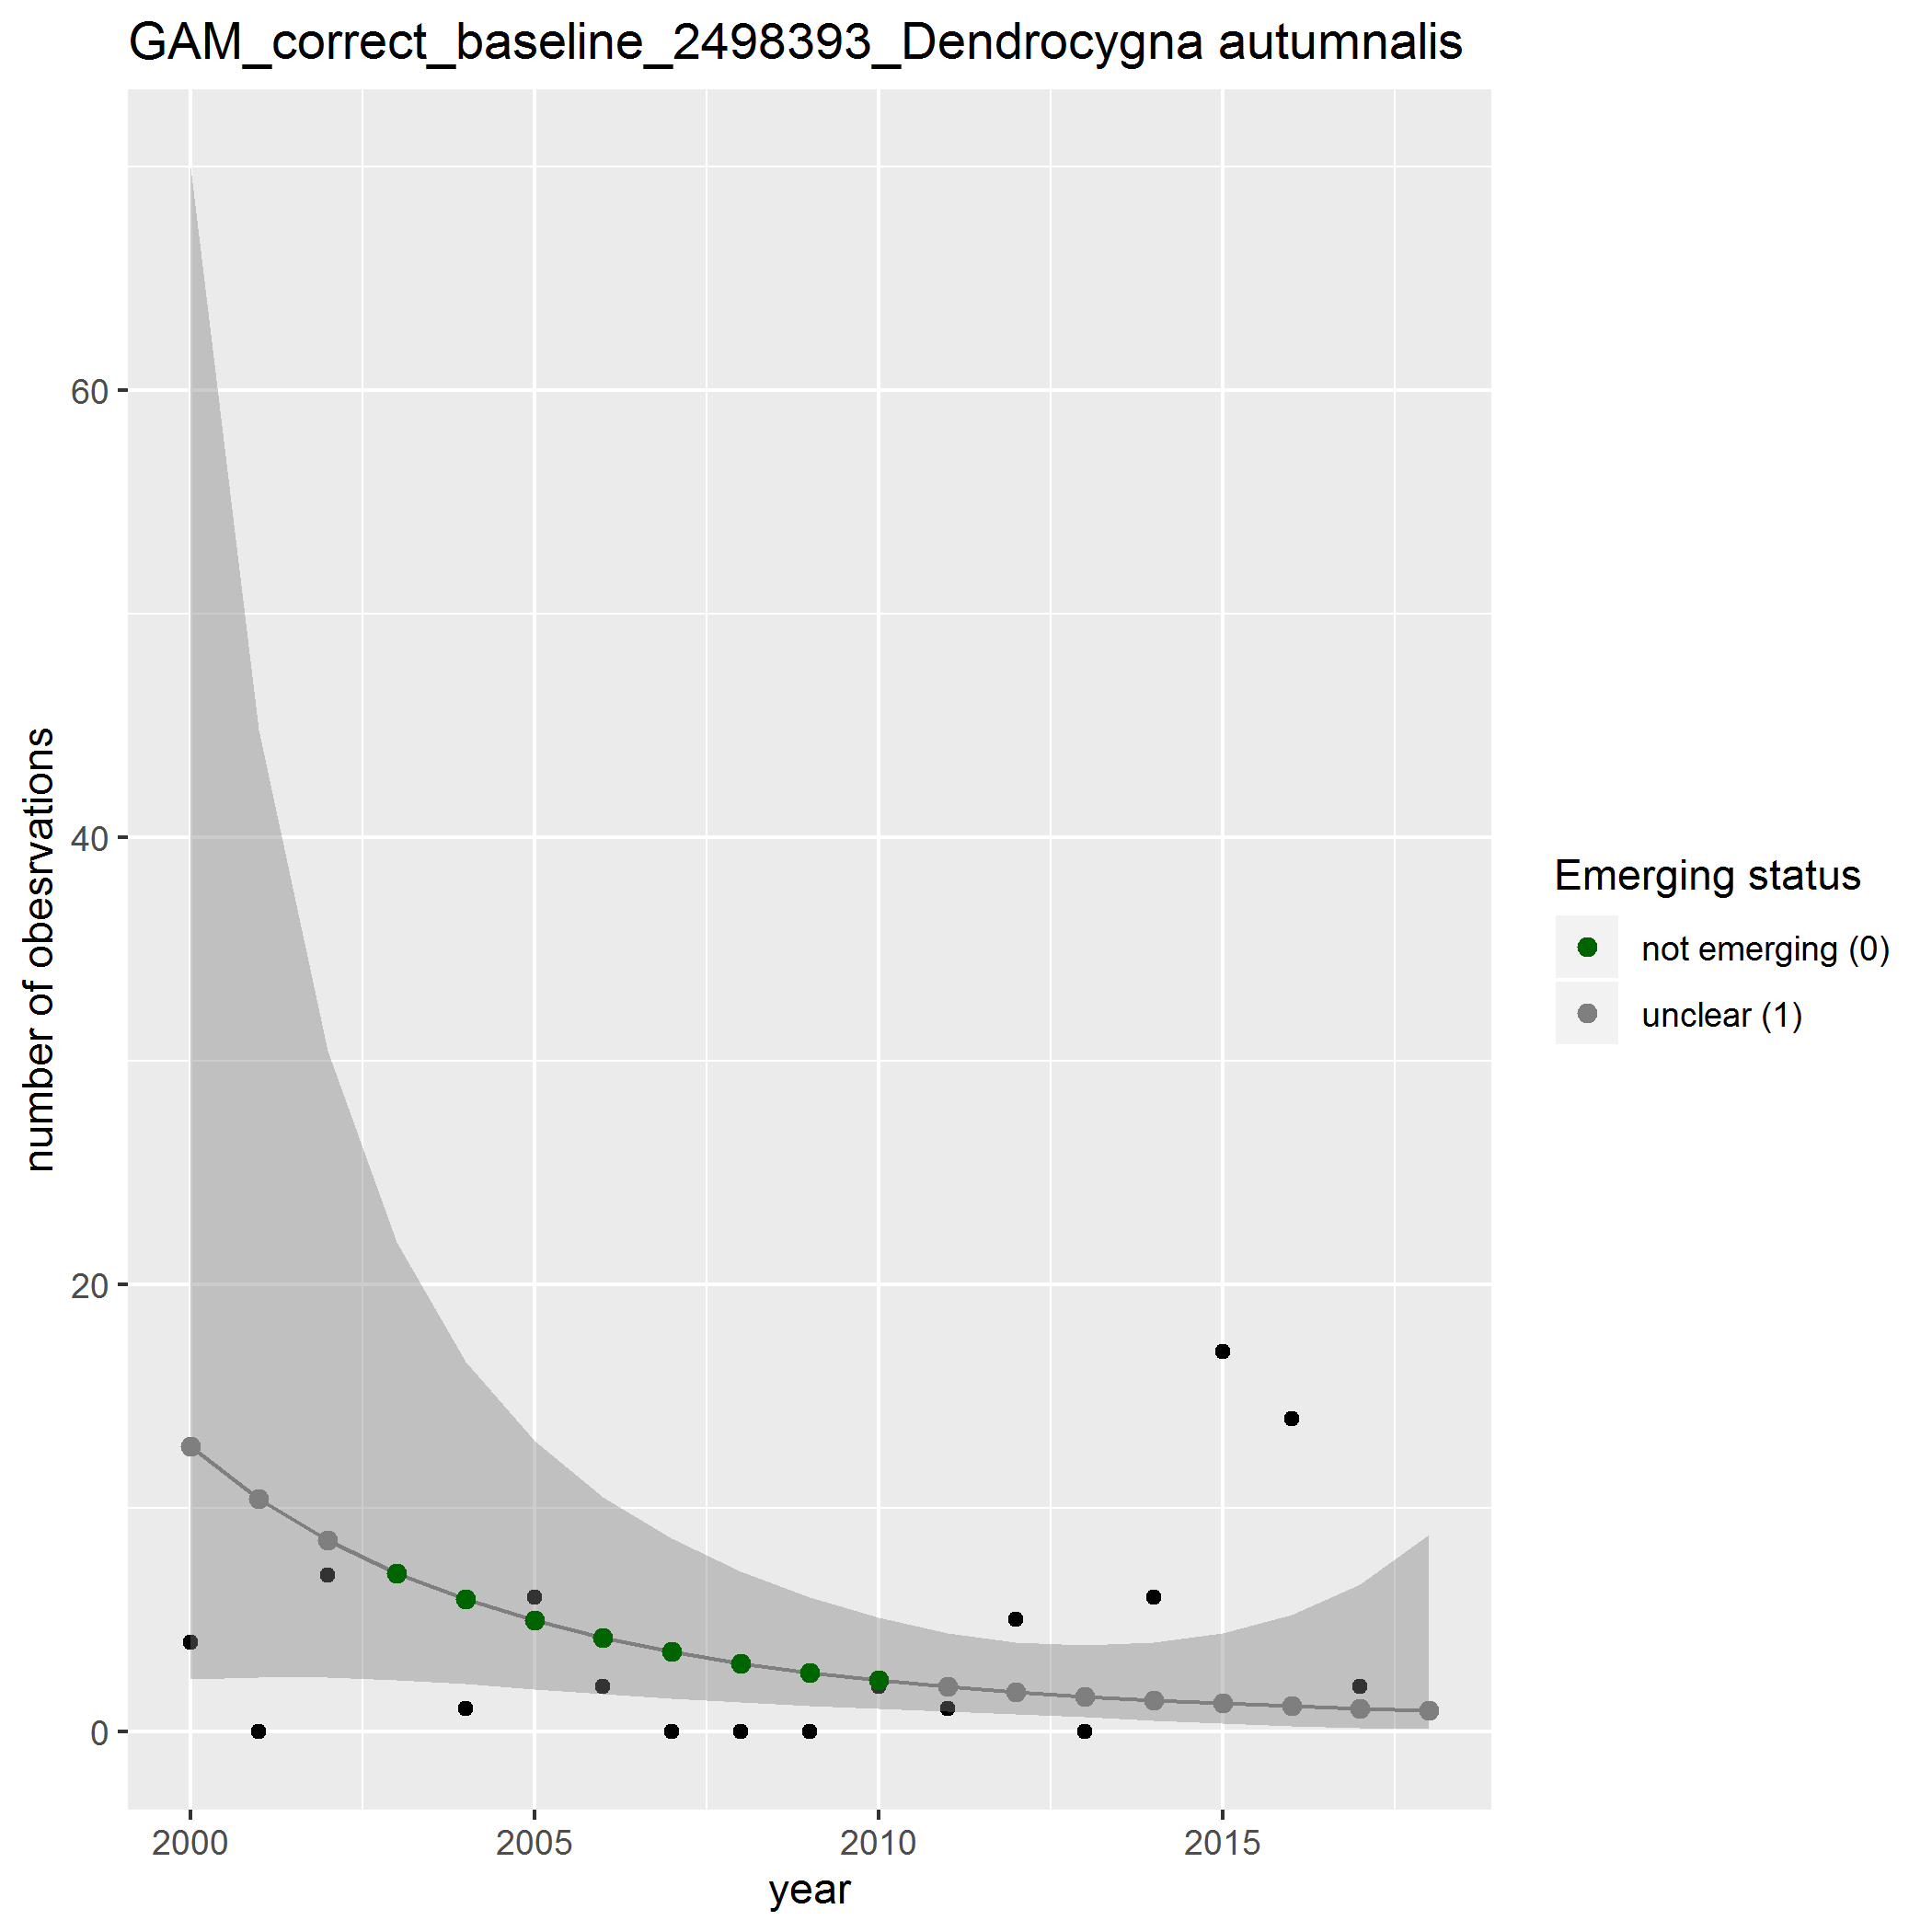 GAM_correct_baseline_2498393_Dendrocygna autumnalis
number of obesrvations
60
40
20
0
2000 2005 2010 2015
year
Emerging status
not emerging (0)
unclear (1)